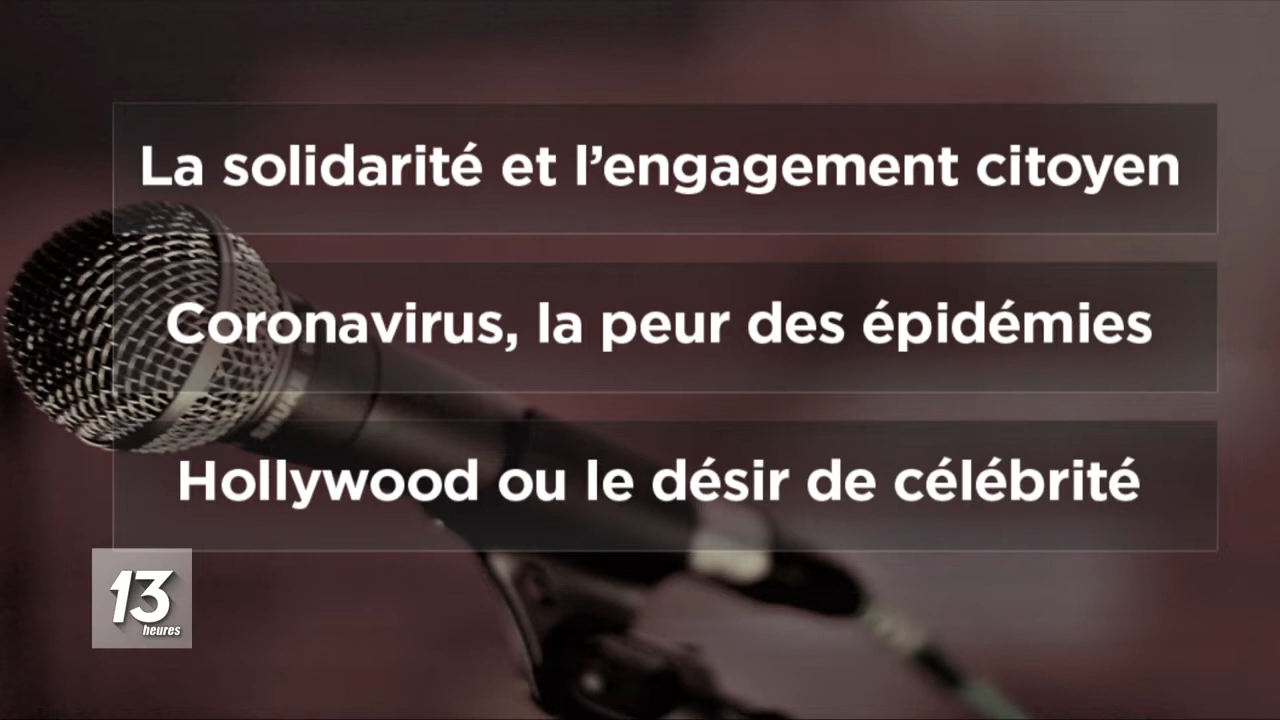 La solidarité et l’engagement citoyen
Coronavirus, la peur des épidémies
Hollywood ou le désir de célébrité
13
heures